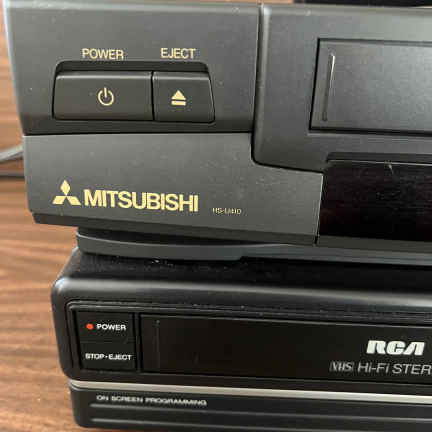 POWER EJECT
MITSUBISHI HS-U410
POWER
STOP•EJECT
RCA
VHS Hi-Fi STER
ON SCREEN PROGRAMMING